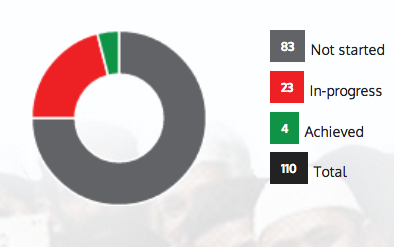 83 Not started
23 In-progress
4 Achieved
110 Total